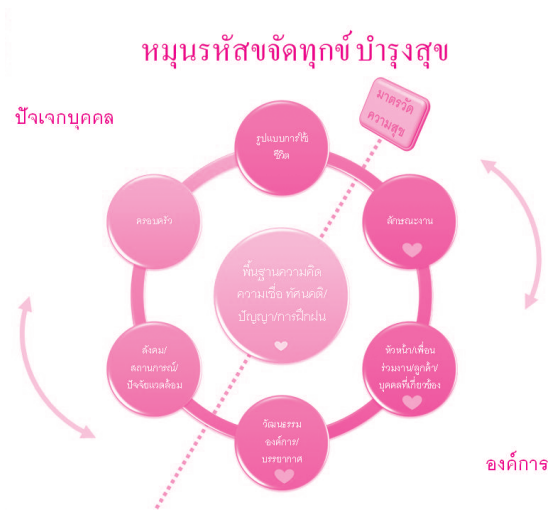 หมุนรหัสขจัดทุกข์ บำรุงสุข
ปัจเจกบุคคล
มาตรวัด
ความสุข
รูปแบบการใช้
ชีวิต
ครอบครัว
ลักษณะงาน
พื้นฐานความคิด
ความเชื่อ ทัศนคติ/
ปัญญา/การฝึกฝน
สังคม/
สถานการณ์/
ปัจจัยแวดล้อม
หัวหน้า/เพื่อน
ร่วมงาน/ลูกค้า/
บุคคลที่เกี่ยวข้อง
วัฒนธรรม
องค์การ/
บรรยากาศ
องค์การ